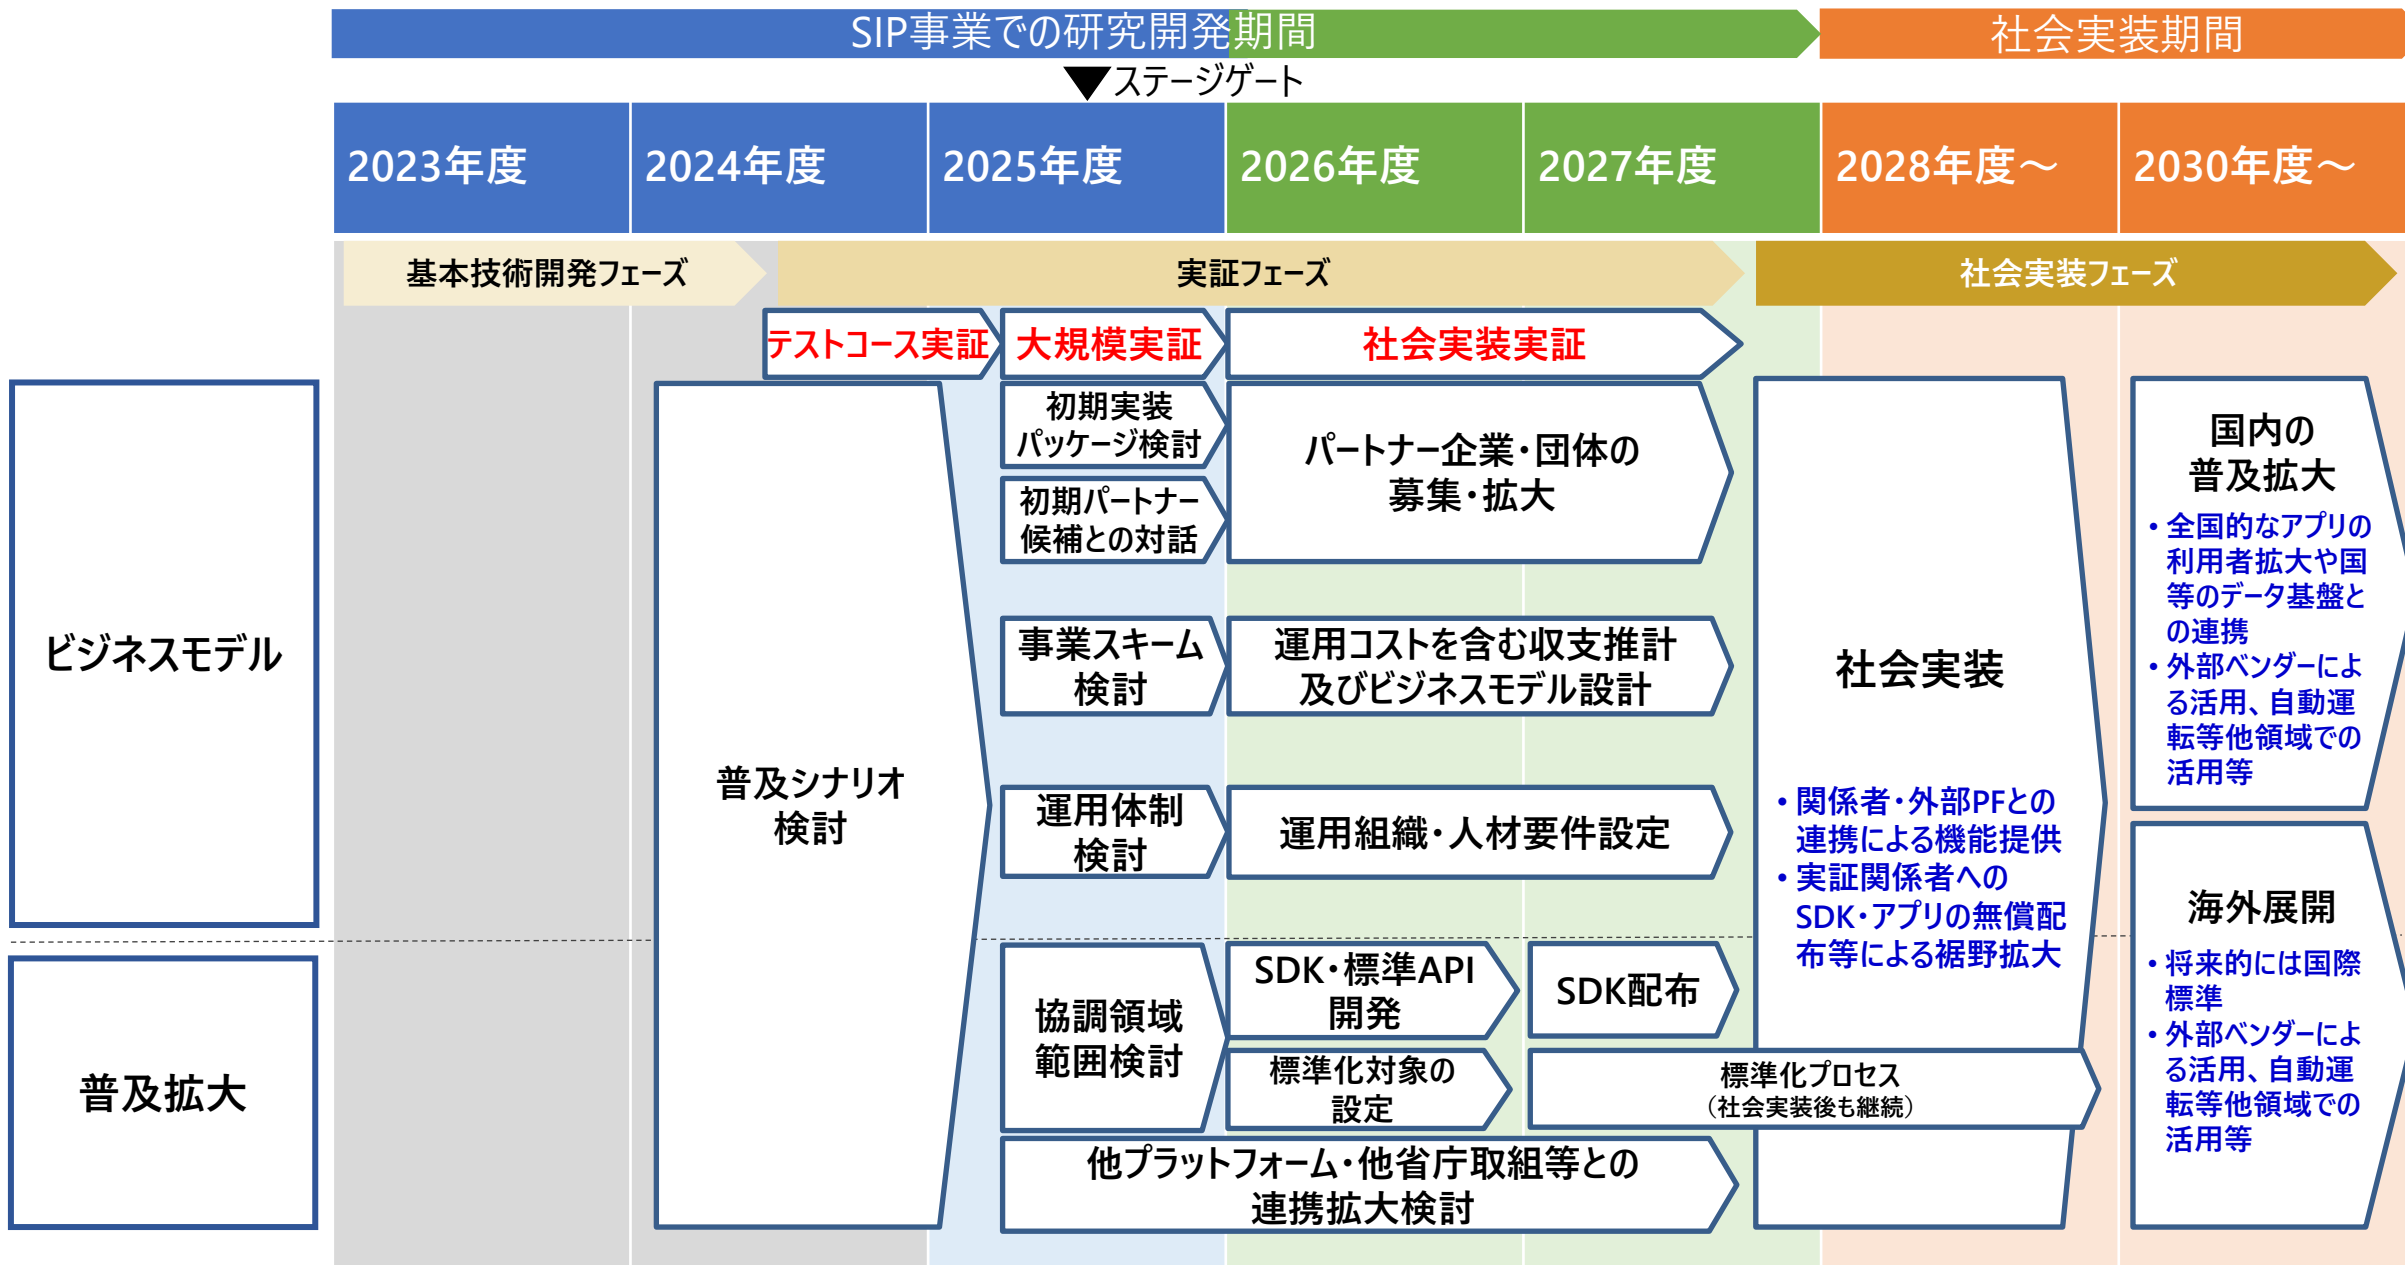 SIP事業での研究開発期間
社会実装期間
▼ステージゲート
2023年度
2024年度
2025年度
2026年度
2027年度
2028年度～
2030年度～
基本技術開発フェーズ
実証フェーズ
社会実装フェーズ
テストコース実証
大規模実証
社会実装実証
ビジネスモデル
普及シナリオ
検討
初期実装
パッケージ検討
初期パートナー
候補との対話
パートナー企業・団体の
募集・拡大
事業スキーム
検討
運用コストを含む収支推計
及びビジネスモデル設計
運用体制
検討
運用組織・人材要件設定
社会実装
・関係者・外部PFとの
連携による機能提供
・実証関係者への
SDK・アプリの無償配
布等による裾野拡大
国内の
普及拡大
・全国的なアプリの
利用者拡大や国
等のデータ基盤と
の連携
・外部ベンダーによ
る活用、自動運
転等他領域での
活用等
普及拡大
協調領域
範囲検討
SDK・標準API
開発
SDK配布
標準化対象の
設定
標準化プロセス
（社会実装後も継続）
他プラットフォーム・他省庁取組等との
連携拡大検討
海外展開
・将来的には国際
標準
・外部ベンダーによ
る活用、自動運
転等他領域での
活用等